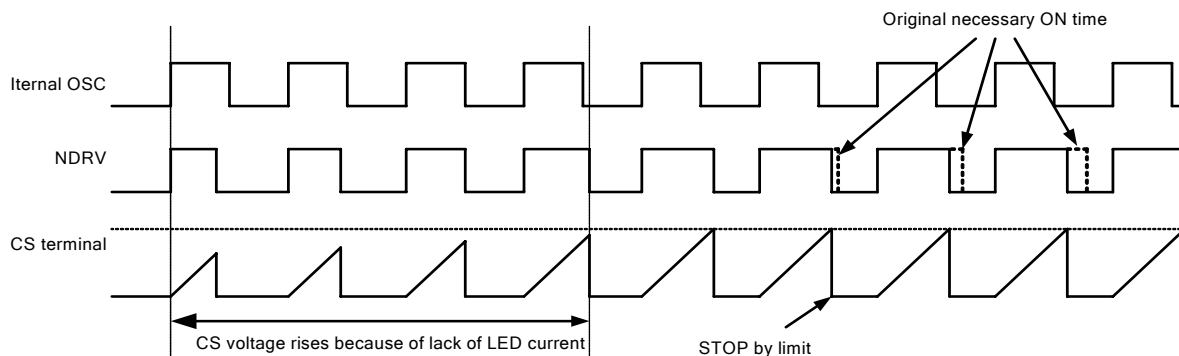 Original necessary ON time
Iternal OSC
NDRV
CS terminal
CS voltage rises because of lack of LED current
STOP by limit